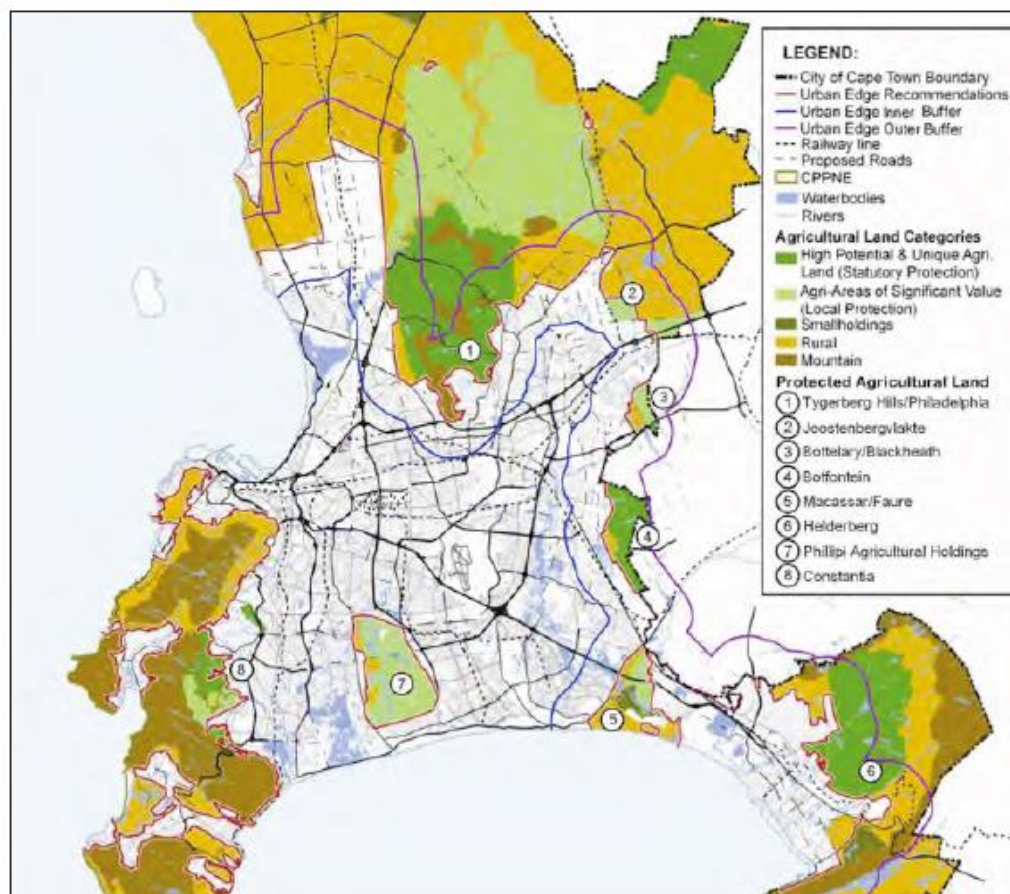 LEGEND:
City of Cape Town Boundary
Urban Edge Recommendations
Urban Edge Inner Buffer
Urban Edge Outer Buffer
Railway line
Proposed Roads
CPPNE
Waterbodies
Rivers
Agricultural Land Categories
High Potential & Unique Agri.
Land (Statutory Protection)
Agri-Areas of Significant Value
(Local Protection)
Smallholdings
Rural
Mountain
Protected Agricultural Land
1 Tygerberg Hills/Philadelphia
2 Joostenbergvlakte
3 Bottelary/Blackheath
4 Botfontein
5 Macassar/Faure
6 Helderberg
7 Phillipi Agricultural Holdings
8 Constantia
2
1
3
4
8
7
5
6